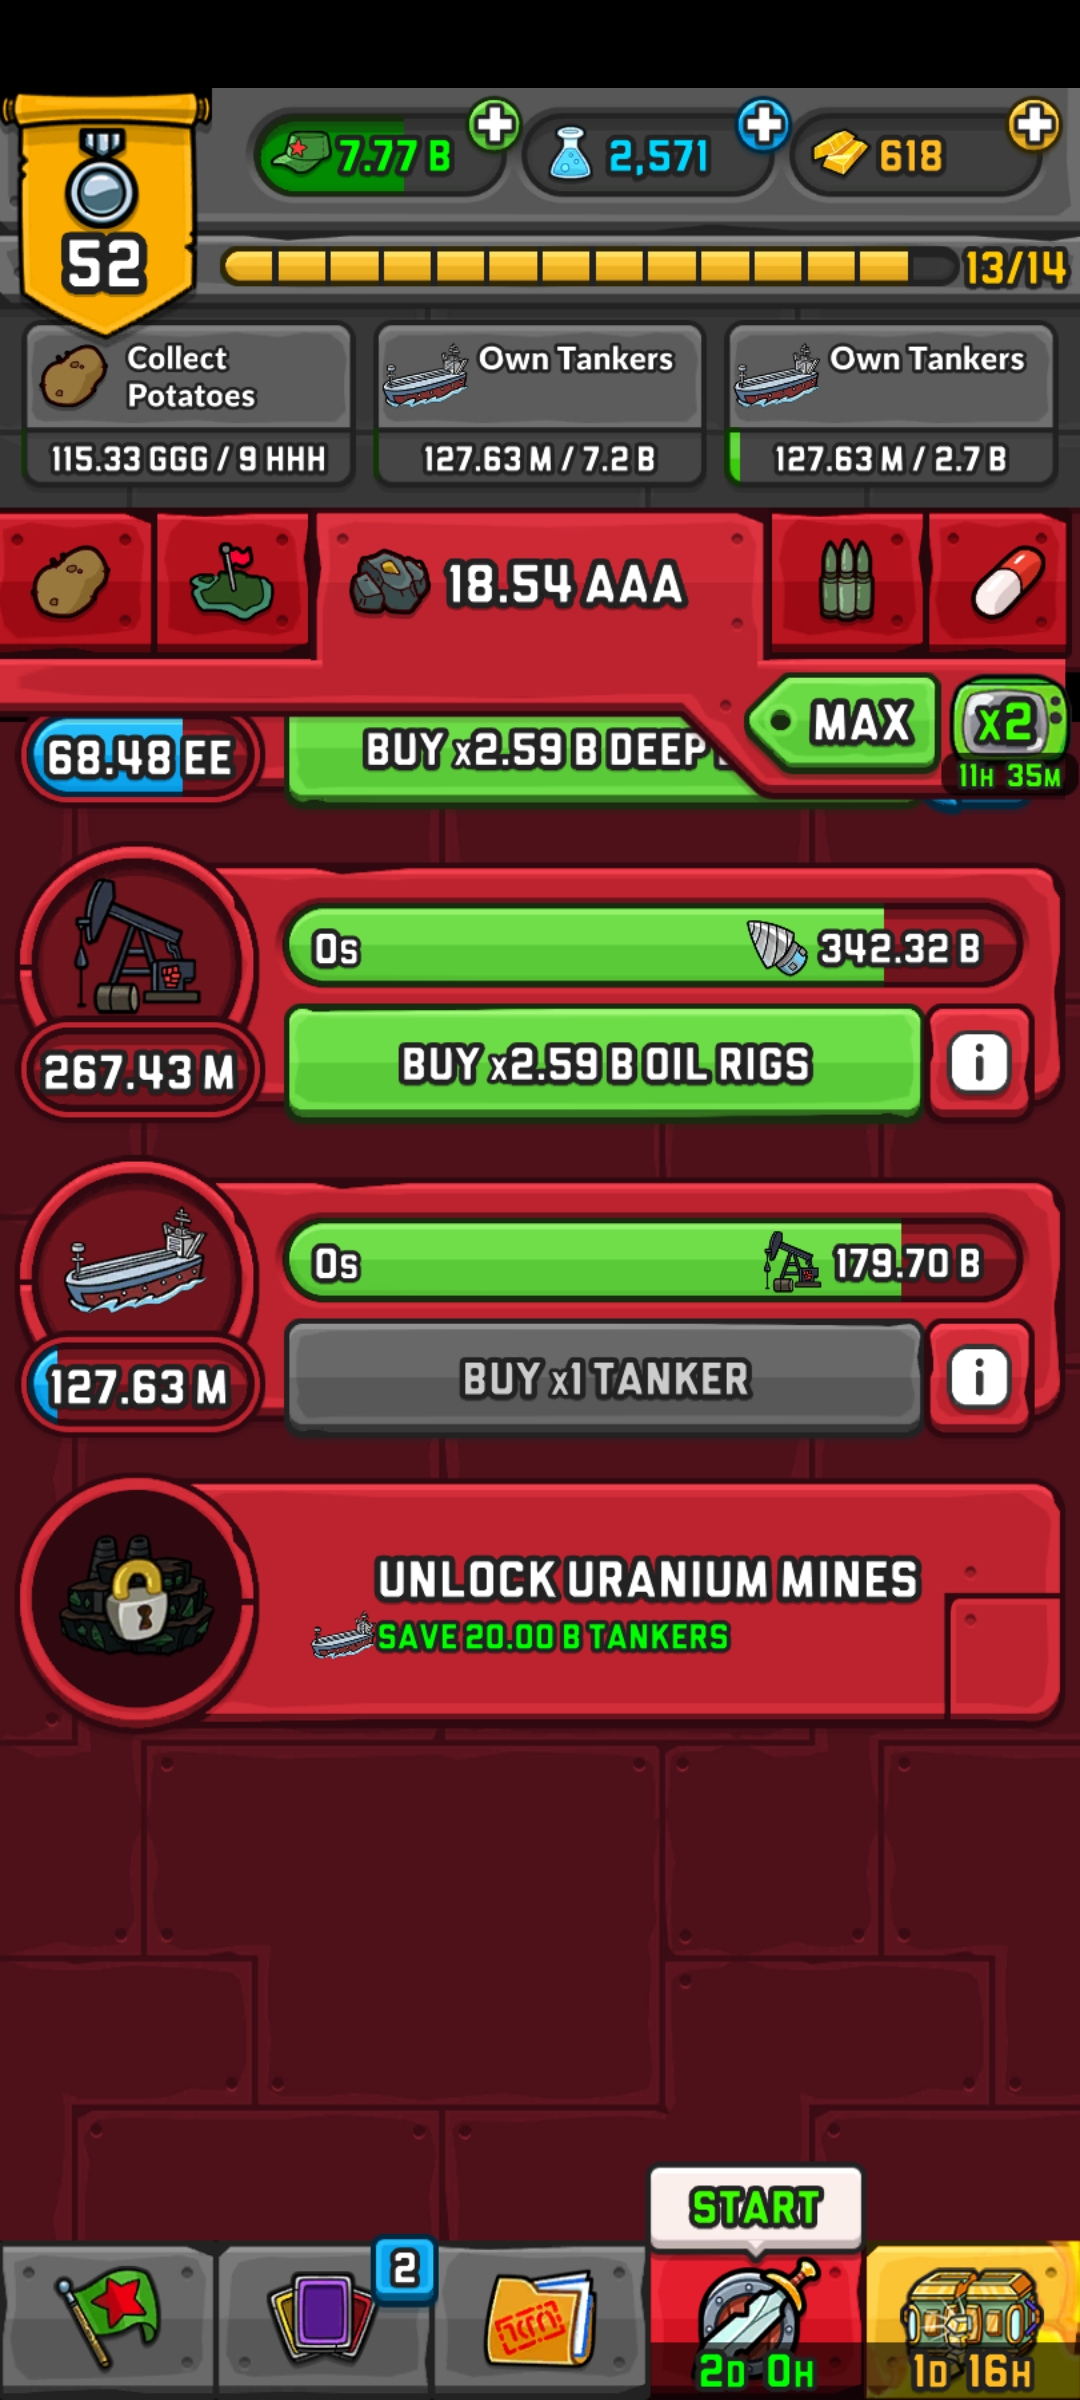 7.77 B
2,571
618
52
13/14
Collect
Potatoes
115.33 GGG / 9 HHH
Own Tankers
127.63 M / 7.2 B
Own Tankers
127.63 M / 2.7 B
18.54 AAA
MAX
x2
11H 35M
68.48 EE
BUY x2.59 B DEEP
0s
342.32 B
267.43 M
BUY x2.59 B OIL RIGS
i
0s
179.70 B
127.63 M
BUY x1 TANKER
i
UNLOCK URANIUM MINES
SAVE 20.00 B TANKERS
START
2
2D 0H
1D 16H